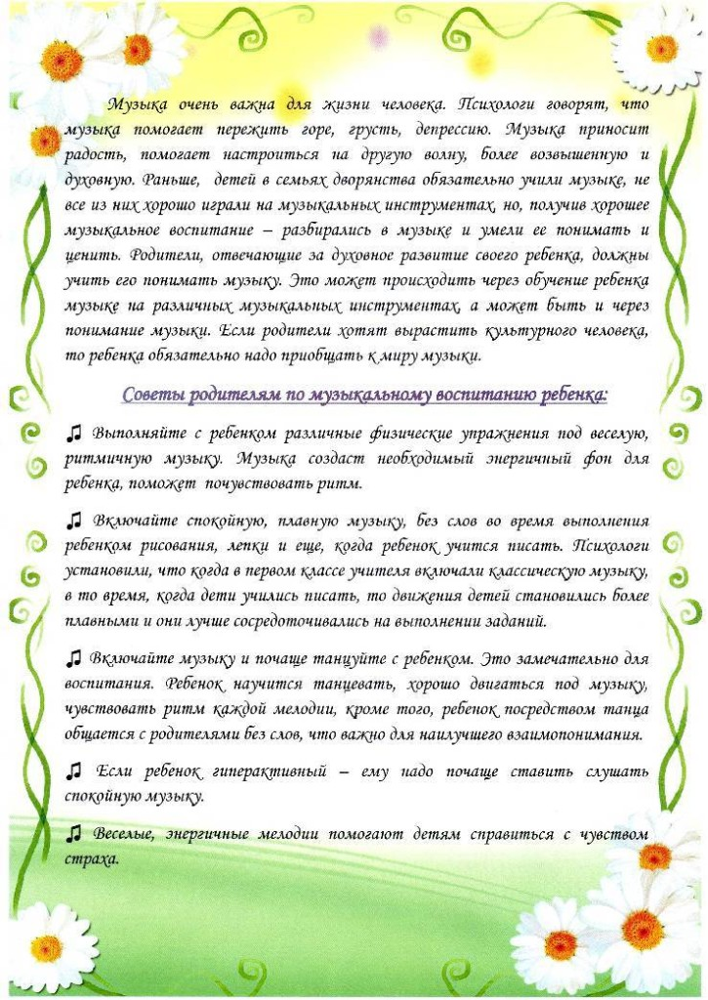 Музыка очень важна для жизни человека. Психологи говорят, что
музыка помогает пережить горе, грусть, депрессию. Музыка приносит
радость, помогает настроиться на другую волну, более возвышенную и
духовную. Раньше, детей в семьях дворянства обязательно учили музыке, не
все из них хорошо играли на музыкальных инструментах, но, получив хорошее
музыкальное воспитание – разбирались в музыке и умели ее понимать и
ценить. Родители, отвечающие за духовное развитие своего ребенка, должны
учить его понимать музыку. Это может происходить через обучение ребенка
музыке на различных музыкальных инструментах, а может быть и через
понимание музыки. Если родители хотят вырастить культурного человека,
то ребенка обязательно надо приобщать к миру музыки.
Советы родителям по музыкальному воспитанию ребенка:
♫ Выполняйте с ребенком различные физические упражнения под веселую,
ритмичную музыку. Музыка создаст необходимый энергичный фон для
ребенка, поможет почувствовать ритм.
♫ Включайте спокойную, плавную музыку, без слов во время выполнения
ребенком рисования, лепки и еще, когда ребенок учится писать. Психологи
установили, что когда в первом классе учителя включали классическую музыку,
в то время, когда дети учились писать, то движения детей становились более
плавными и они лучше сосредоточивались на выполнении заданий.
♫ Включайте музыку и почаще танцуйте с ребенком. Это замечательно для
воспитания. Ребенок научится танцевать, хорошо двигаться под музыку,
чувствовать ритм каждой мелодии, кроме того, ребенок посредством танца
общается с родителями без слов, что важно для наилучшего взаимопонимания.
♫ Если ребенок гиперактивный – ему надо почаще ставить слушать
спокойную музыку.
♫ Веселые, энергичные мелодии помогают детям справиться с чувством
страха.